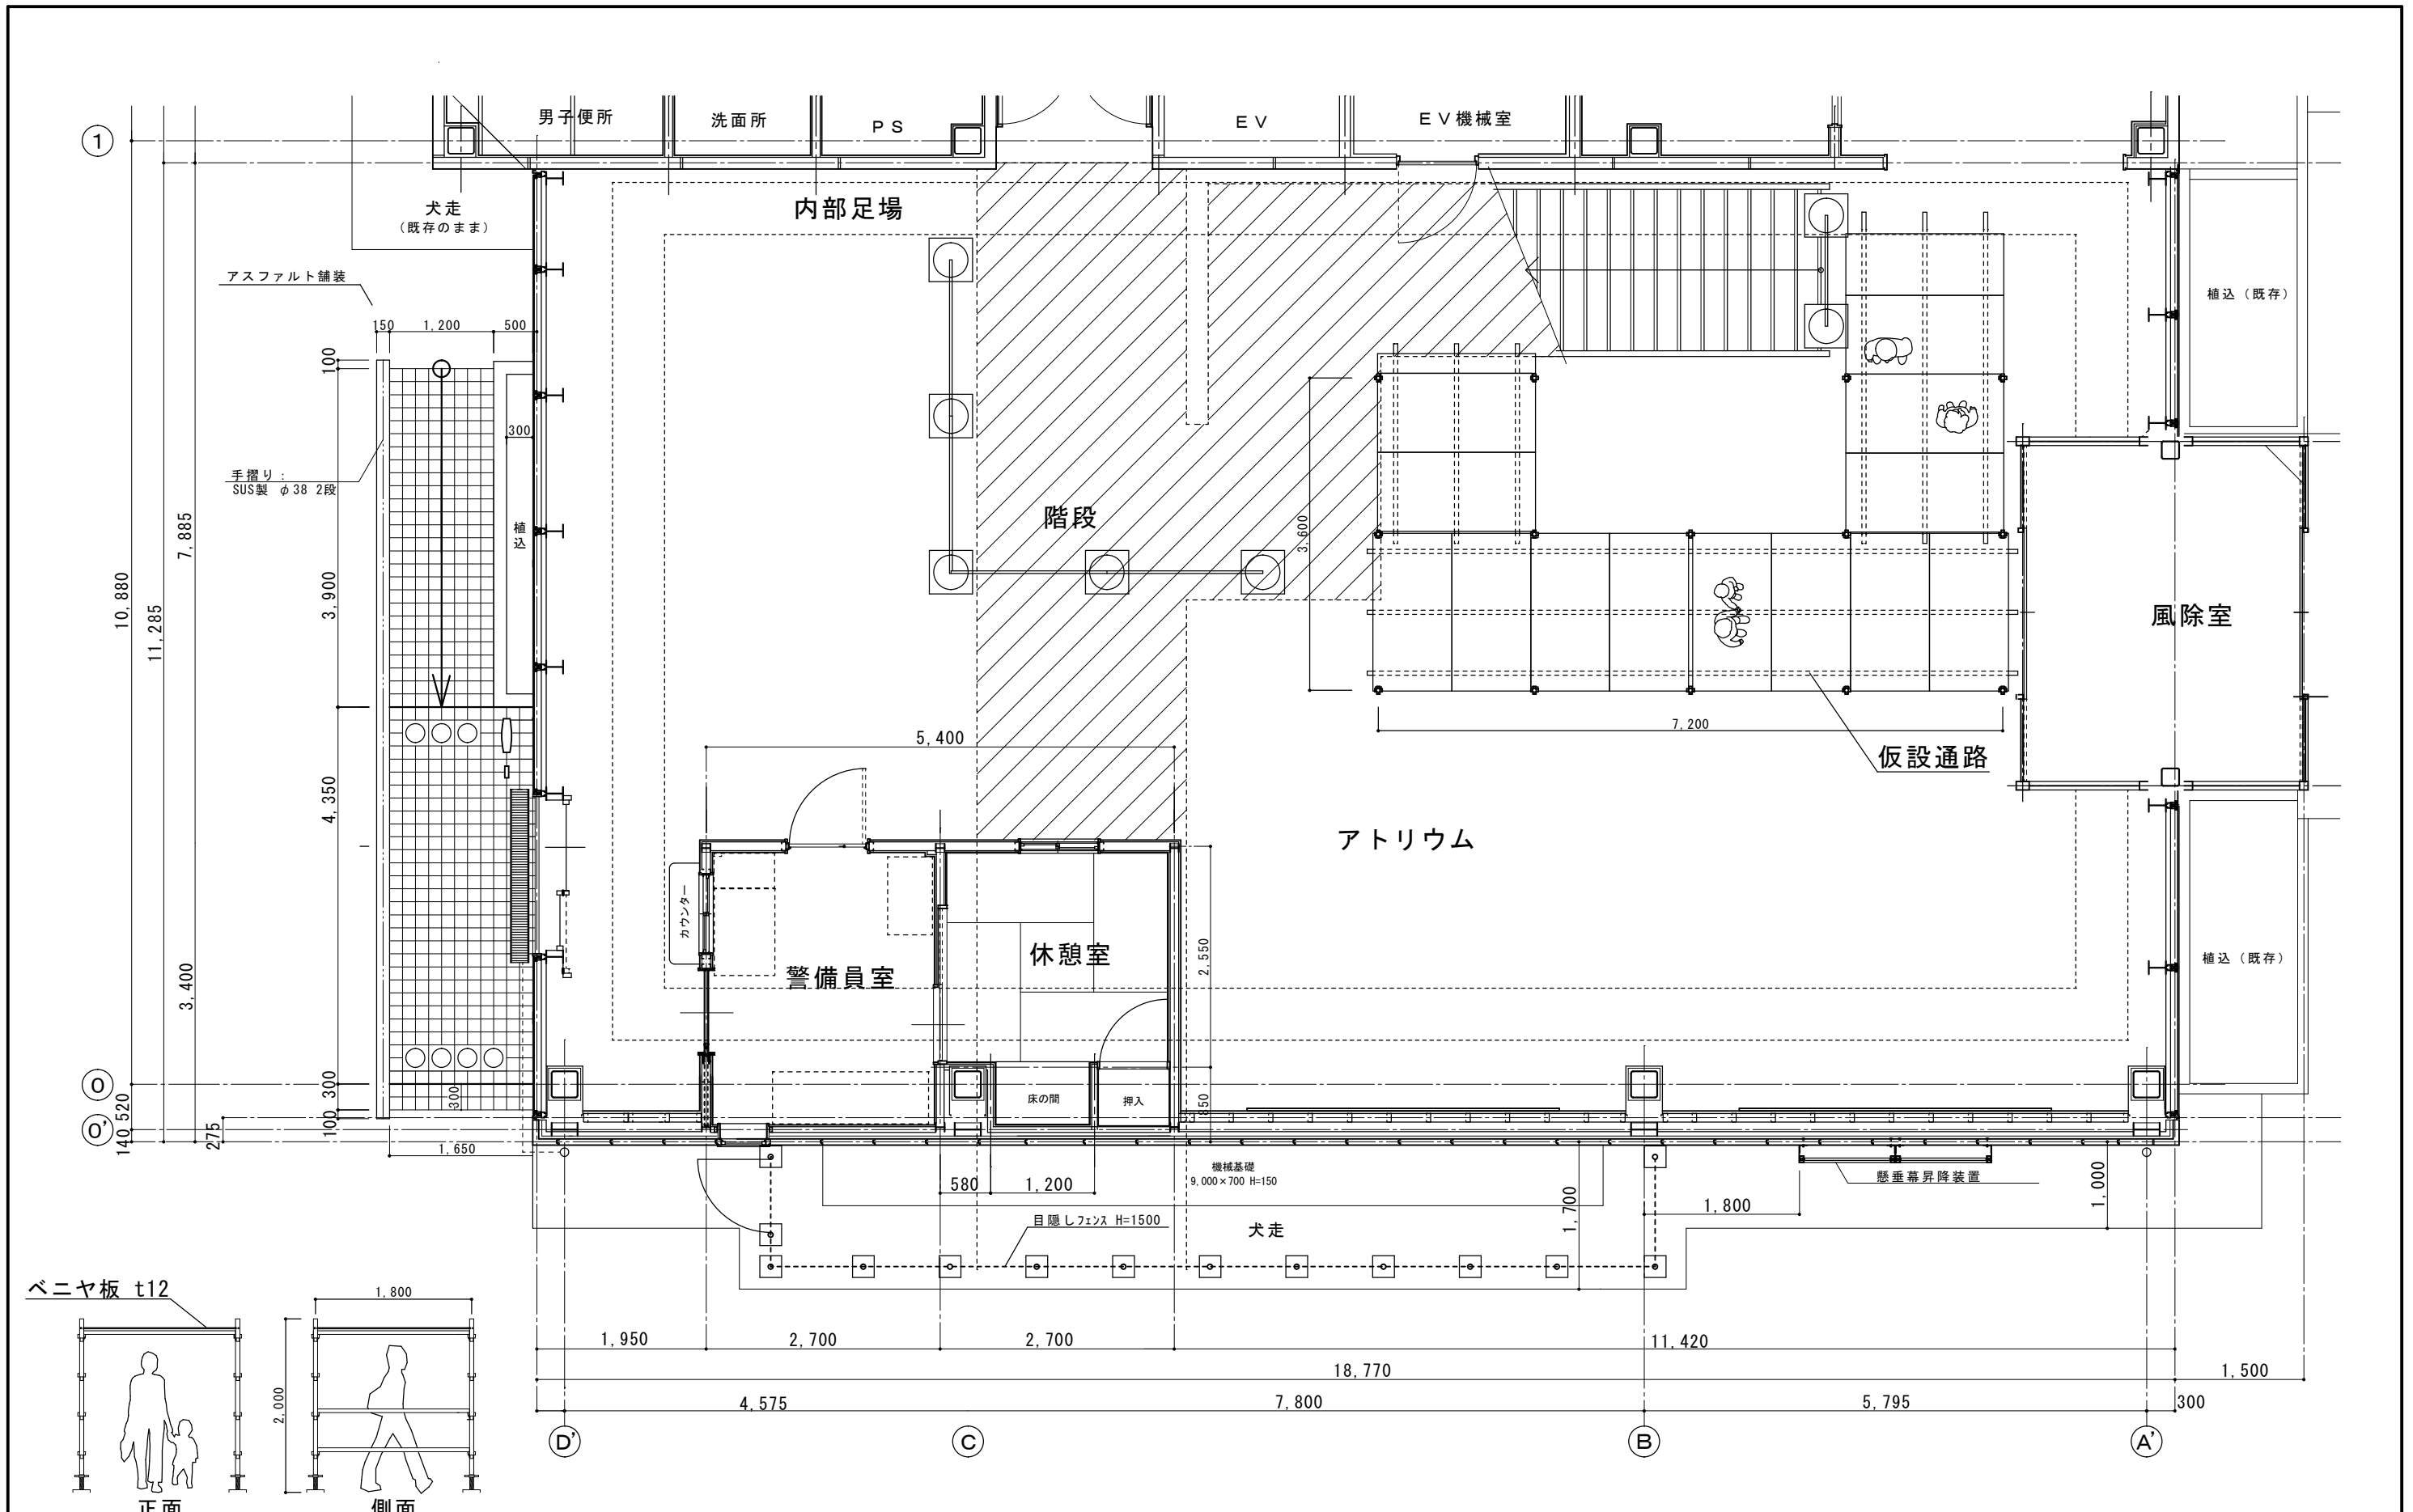 男子便所
洗面所
PS
EV
EV機械室
1
犬走
(既存のまま)
内部足場
アスファルト舗装
植込(既存)
150
1,200
500
100
300
手摺り:
SUS製 φ38 2段
植込
階段
3,600
風除室
7,885
10,880
11,285
3,900
7,200
仮設通路
5,400
4,350
アトリウム
カウンター
警備員室
休憩室
2,550
植込(既存)
3,400
0
300
300
床の間
押入
850
0'
520
140
275
100
1,650
機械基礎
9,000×700 H=150
580
1,200
1,700
懸垂幕昇降装置
1,000
1,800
目隠しフェンス H=1500
犬走
ベニヤ板 t12
1,800
2,000
1,950
2,700
2,700
11,420
18,770
1,500
4,575
7,800
5,795
300
D'
C
B
A'
正面
側面